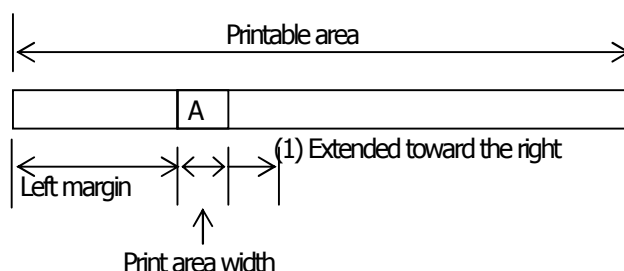 Printable area
A
(1) Extended toward the right
Left margin
Print area width